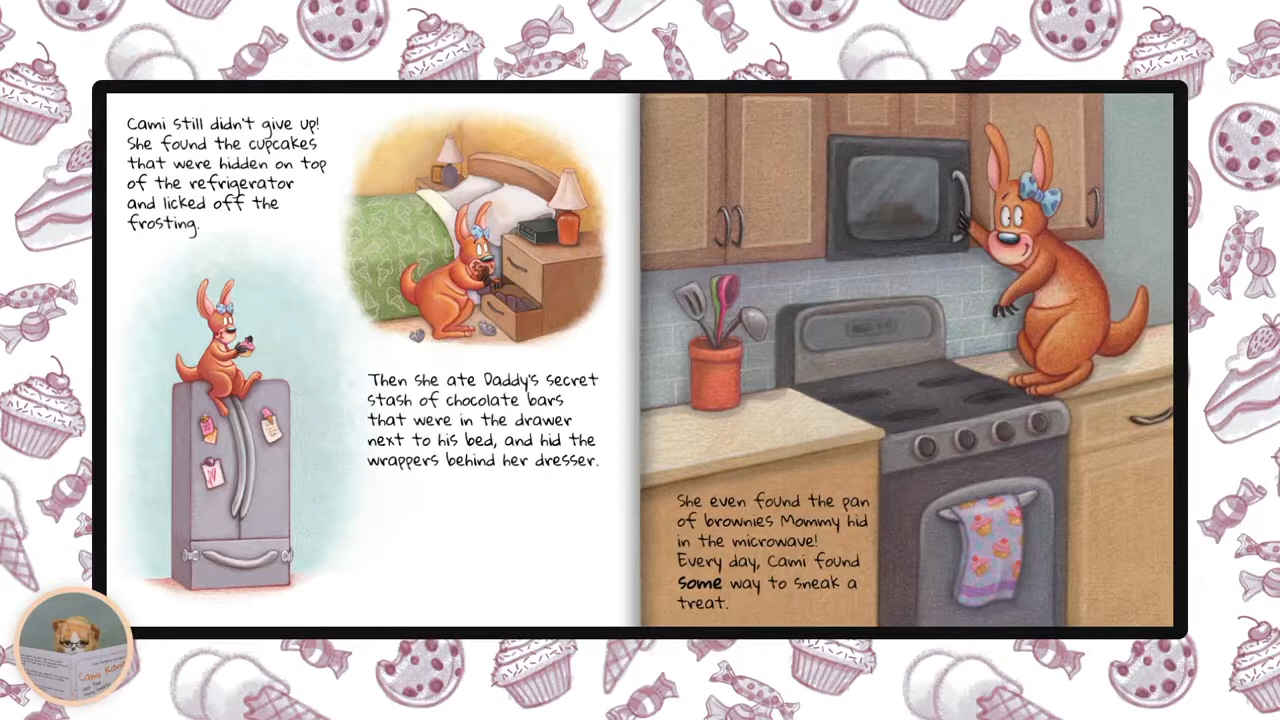 Cami still didn't give up!
She found the cupcakes
that were hidden on top
of the refrigerator
and licked off the
frosting.
Then she ate Daddy's secret
stash of chocolate bars
that were in the drawer
next to his bed, and hid the
wrappers behind her dresser.
She even found the pan
of brownies Mommy hid
in the microwave!
Every day, Cami found
some way to sneak a
treat.
Cami Kan